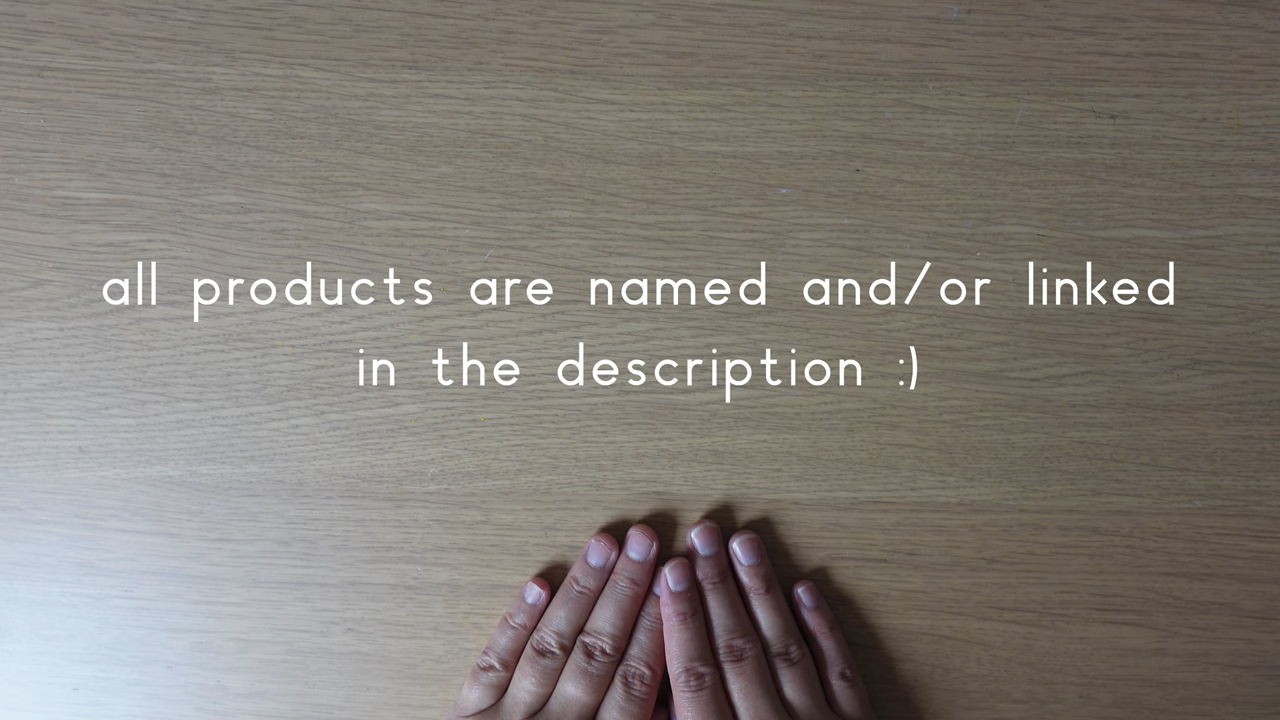 all products are named and/or linked
in the description :)